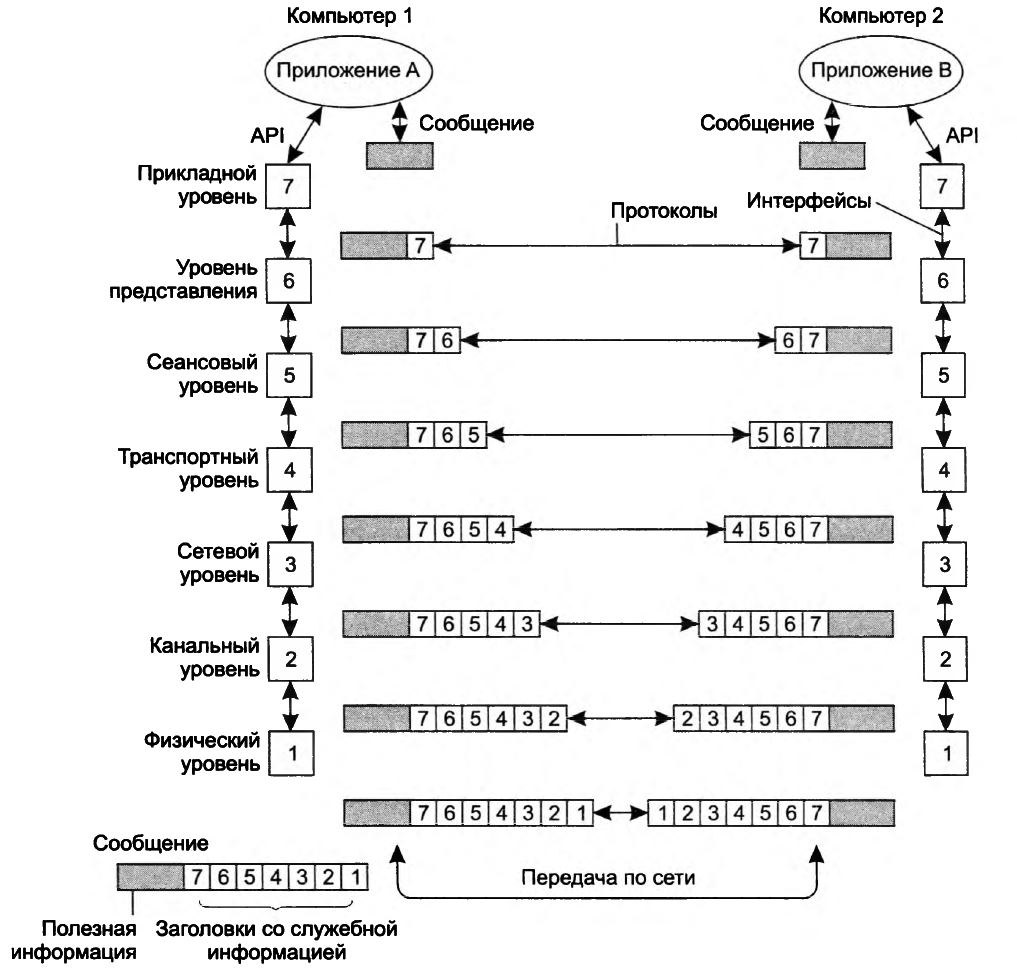 Компьютер 1
Компьютер 2
Приложение A
Приложение B
API
Сообщение
Сообщение
API
Прикладной
уровень
7
7
Протоколы
Интерфейсы
7
7
Уровень
представления
6
6
7 6
6 7
Сеансовый
уровень
5
5
7 6 5
5 6 7
Транспортный
уровень
4
4
7 6 5 4
4 5 6 7
Сетевой
уровень
3
3
7 6 5 4 3
3 4 5 6 7
Канальный
уровень
2
2
7 6 5 4 3 2
2 3 4 5 6 7
Физический
уровень
1
1
7 6 5 4 3 2 1
1 2 3 4 5 6 7
Сообщение
7 6 5 4 3 2 1
Передача по сети
Полезная
информация
Заголовки со служебной
информацией